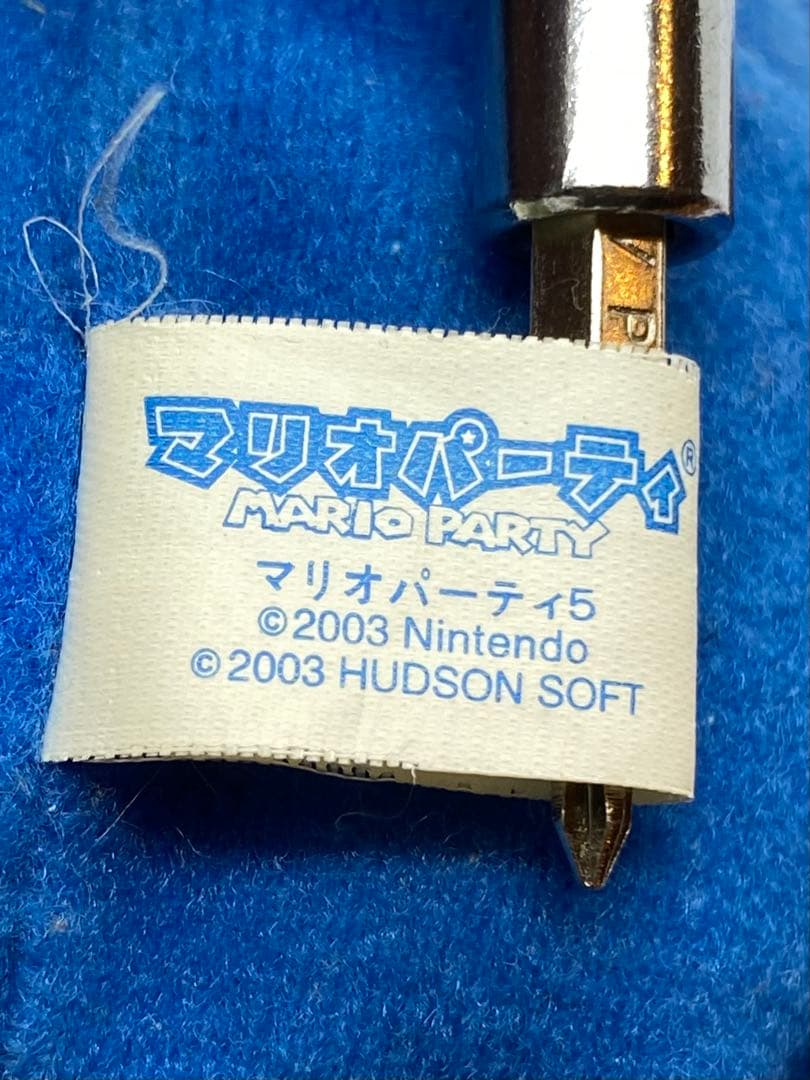 マリオパーティ®
MARIO PARTY
マリオパーティ5
©2003 Nintendo
©2003 HUDSON SOFT